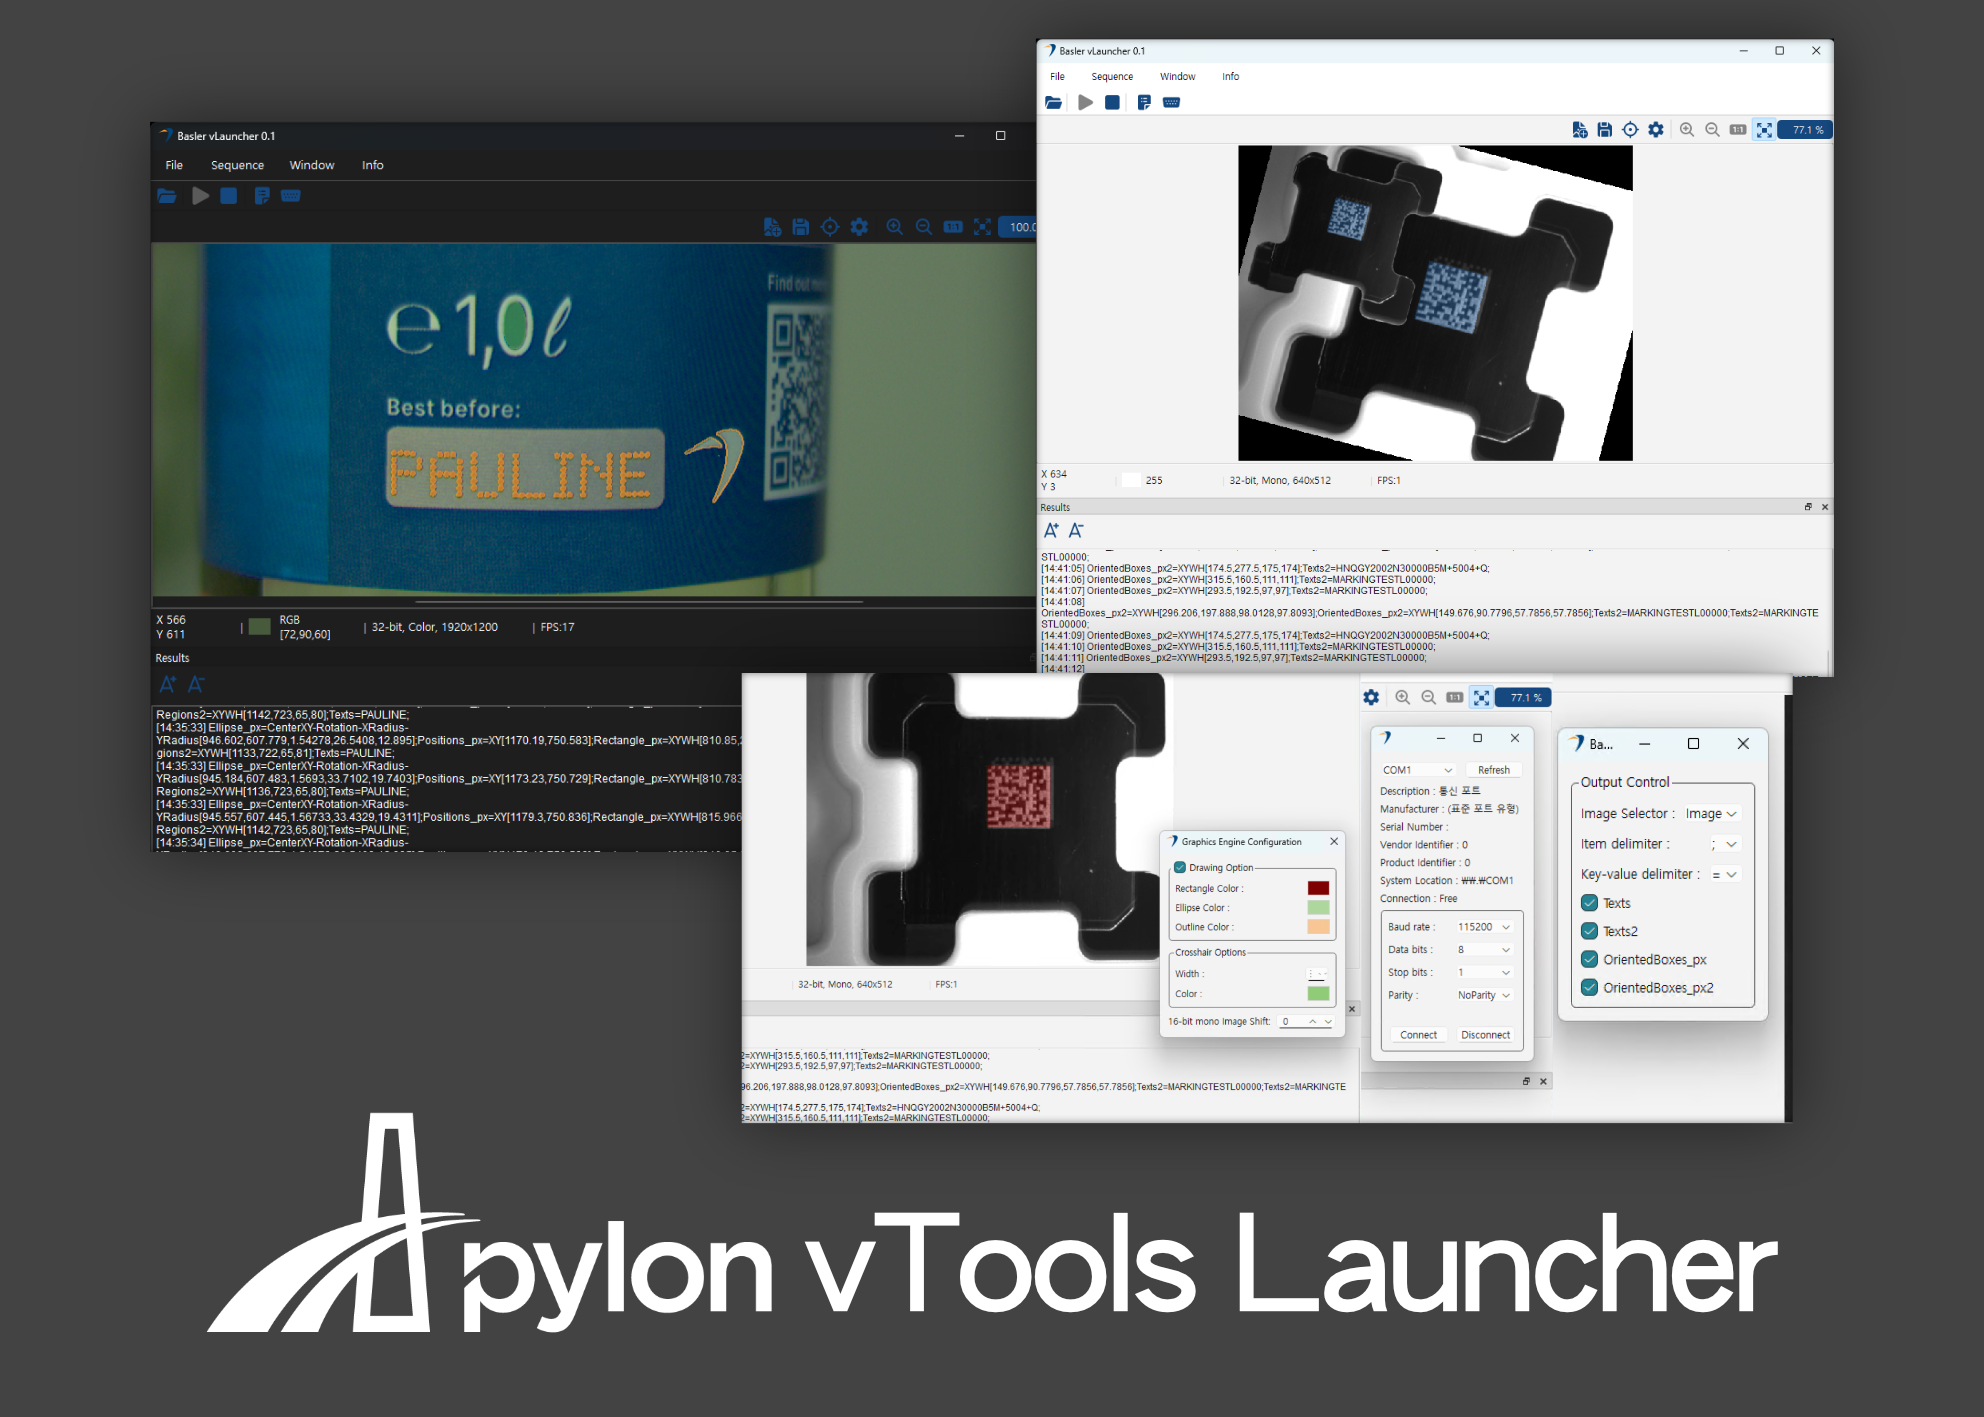 Basler vLauncher 0.1
File Sequence Window Info
100.0
Find out
e 1,0 ℓ
Best before:
PAULINE
X 566
Y 611
RGB
[72,90,60]
32-bit, Color, 1920x1200
FPS:17
Results
Regions2=XYWH[1142,723,65,80];Texts=PAULINE;
[14:35:33] Ellipse_px=CenterXY-Rotation-XRadius-
YRadius[946.602,607.779,1.54278,26.5408,12.895];Positions_px=XY[1170.19,750.583];Rectangle_px=XYWH[810.85,
gions2=XYWH[1133,722,65,81];Texts=PAULINE;
[14:35:33] Ellipse_px=CenterXY-Rotation-XRadius-
YRadius[945.184,607.483,1.5693,33.7102,19.7403];Positions_px=XY[1173.23,750.729];Rectangle_px=XYWH[810.783
Regions2=XYWH[1136,723,65,80];Texts=PAULINE;
[14:35:33] Ellipse_px=CenterXY-Rotation-XRadius-
YRadius[945.557,607.445,1.56733,33.4329,19.4311];Positions_px=XY[1179.3,750.836];Rectangle_px=XYWH[815.966
Regions2=XYWH[1142,723,65,80];Texts=PAULINE;
[14:35:34] Ellipse_px=CenterXY-Rotation-XRadius-
Basler vLauncher 0.1
File Sequence Window Info
1:1 77.1 %
X 634
Y 3
255
32-bit, Mono, 640x512
FPS:1
Results
STL00000;
[14:41:05] OrientedBoxes_px2=XYWH[174.5,277.5,175,174];Texts2=HNQGY2002N30000B5M+5004+Q;
[14:41:06] OrientedBoxes_px2=XYWH[315.5,160.5,111,111];Texts2=MARKINGTESTL00000;
[14:41:07] OrientedBoxes_px2=XYWH[293.5,192.5,97,97];Texts2=MARKINGTESTL00000;
[14:41:08]
OrientedBoxes_px2=XYWH[296.206,197.888,98.0128,97.8093];OrientedBoxes_px2=XYWH[149.676,90.7796,57.7856,57.7856];Texts2=MARKINGTESTL00000;Texts2=MARKINGTE
STL00000;
[14:41:09] OrientedBoxes_px2=XYWH[174.5,277.5,175,174];Texts2=HNQGY2002N30000B5M+5004+Q;
[14:41:10] OrientedBoxes_px2=XYWH[315.5,160.5,111,111];Texts2=MARKINGTESTL00000;
[14:41:11] OrientedBoxes_px2=XYWH[293.5,192.5,97,97];Texts2=MARKINGTESTL00000;
[14:41:12]
32-bit, Mono, 640x512
FPS:1
2=XYWH[315.5,160.5,111,111];Texts2=MARKINGTESTL00000;
2=XYWH[293.5,192.5,97,97];Texts2=MARKINGTESTL00000;
96.206,197.888,98.0128,97.8093];OrientedBoxes_px2=XYWH[149.676,90.7796,57.7856,57.7856];Texts2=MARKINGTESTL00000;Texts2=MARKINGTE
2=XYWH[174.5,277.5,175,174];Texts2=HNQGY2002N30000B5M+5004+Q;
2=XYWH[315.5,160.5,111,111];Texts2=MARKINGTESTL00000;
Graphics Engine Configuration
Drawing Option
Rectangle Color :
Ellipse Color :
Outline Color :
Crosshair Options
Width :
Color :
16-bit mono Image Shift: 0
1:1 77.1 %
COM1 Refresh
Description : 통신 포트
Manufacturer : (표준 포트 유형)
Serial Number :
Vendor Identifier : 0
Product Identifier : 0
System Location : ₩₩.₩COM1
Connection : Free
Baud rate : 115200
Data bits : 8
Stop bits : 1
Parity : NoParity
Connect Disconnect
Ba...
Output Control
Image Selector : Image
Item delimiter : ;
Key-value delimiter : =
Texts
Texts2
OrientedBoxes_px
OrientedBoxes_px2
pylon vTools Launcher